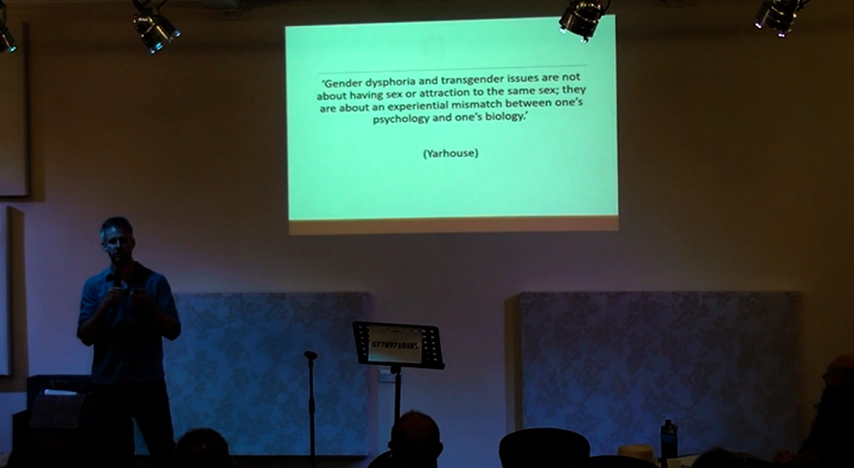 'Gender dysphoria and transgender issues are not
about having sex or attraction to the same sex; they
are about an experiential mismatch between one's
psychology and one's biology.'
(Yarhouse)
07789710385